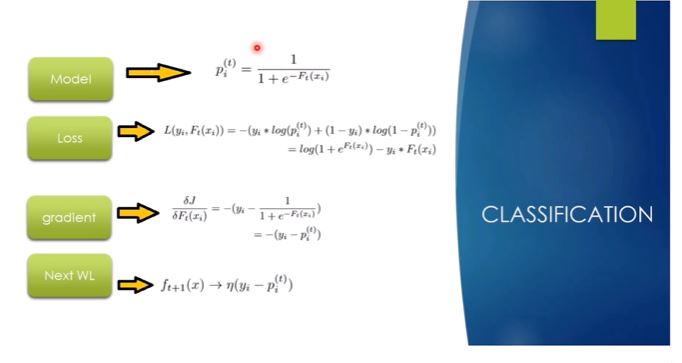 Model
p_i^{(t)} = \frac{1}{1 + e^{-F_t(x_i)}}
Loss
L(y_i, F_t(x_i)) = -(y_i * log(p_i^{(t)}) + (1 - y_i) * log(1 - p_i^{(t)}))
= log(1 + e^{F_t(x_i)}) - y_i * F_t(x_i)
gradient
\frac{\delta J}{\delta F_t(x_i)} = -(y_i - \frac{1}{1 + e^{-F_t(x_i)}})
= -(y_i - p_i^{(t)})
Next WL
f_{t+1}(x) → η(y_i - p_i^{(t)})
CLASSIFICATION